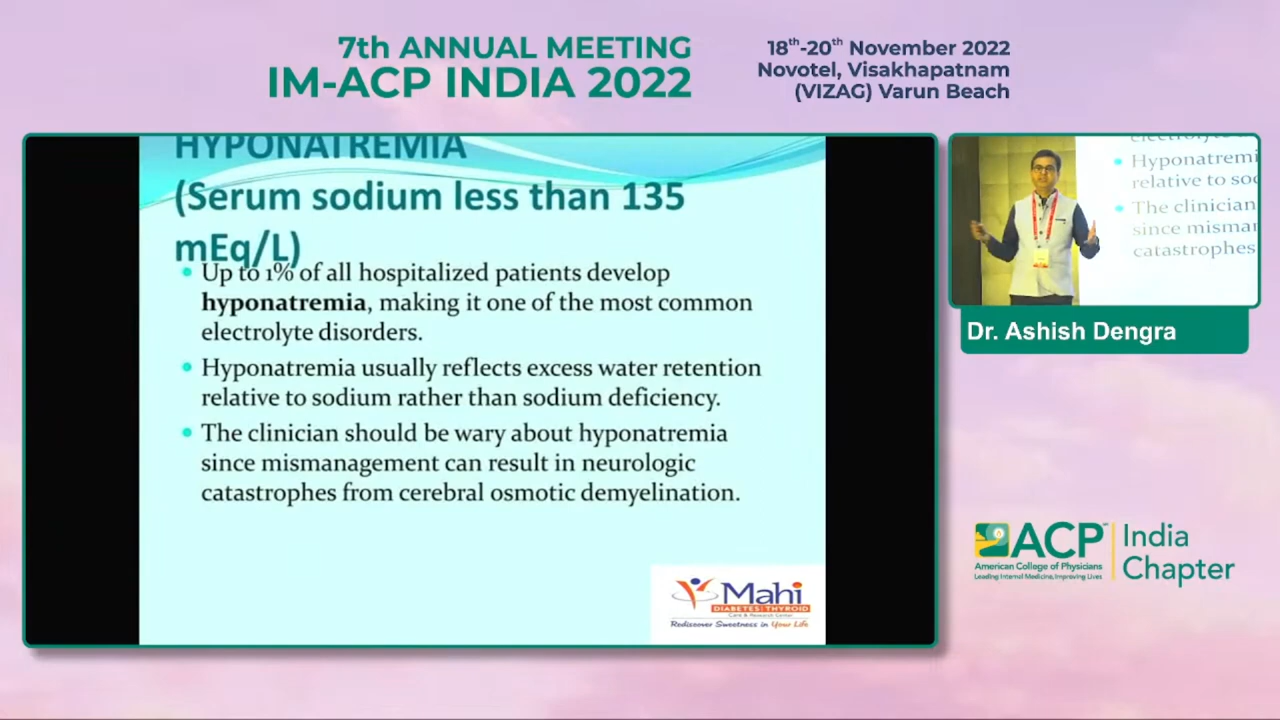 7th ANNUAL MEETING
IM-ACP INDIA 2022
18th-20th November 2022
Novotel, Visakhapatnam
(VIZAG) Varun Beach
HYPONATREMIA
(Serum sodium less than 135
mEq/L)
• Up to 1% of all hospitalized patients develop
hyponatremia, making it one of the most common
electrolyte disorders.
• Hyponatremia usually reflects excess water retention
relative to sodium rather than sodium deficiency.
• The clinician should be wary about hyponatremia
since mismanagement can result in neurologic
catastrophes from cerebral osmotic demyelination.
Mahi
DIABETES THYROID
Care & Research Center
Rediscover Sweetness in Your Life
• Hyponatremi
relative to so
• The clinician
since misma
catastrophes
Dr. Ashish Dengra
ACP
American College of Physicians
Leading Internal Medicine, Improving Lives
India
Chapter